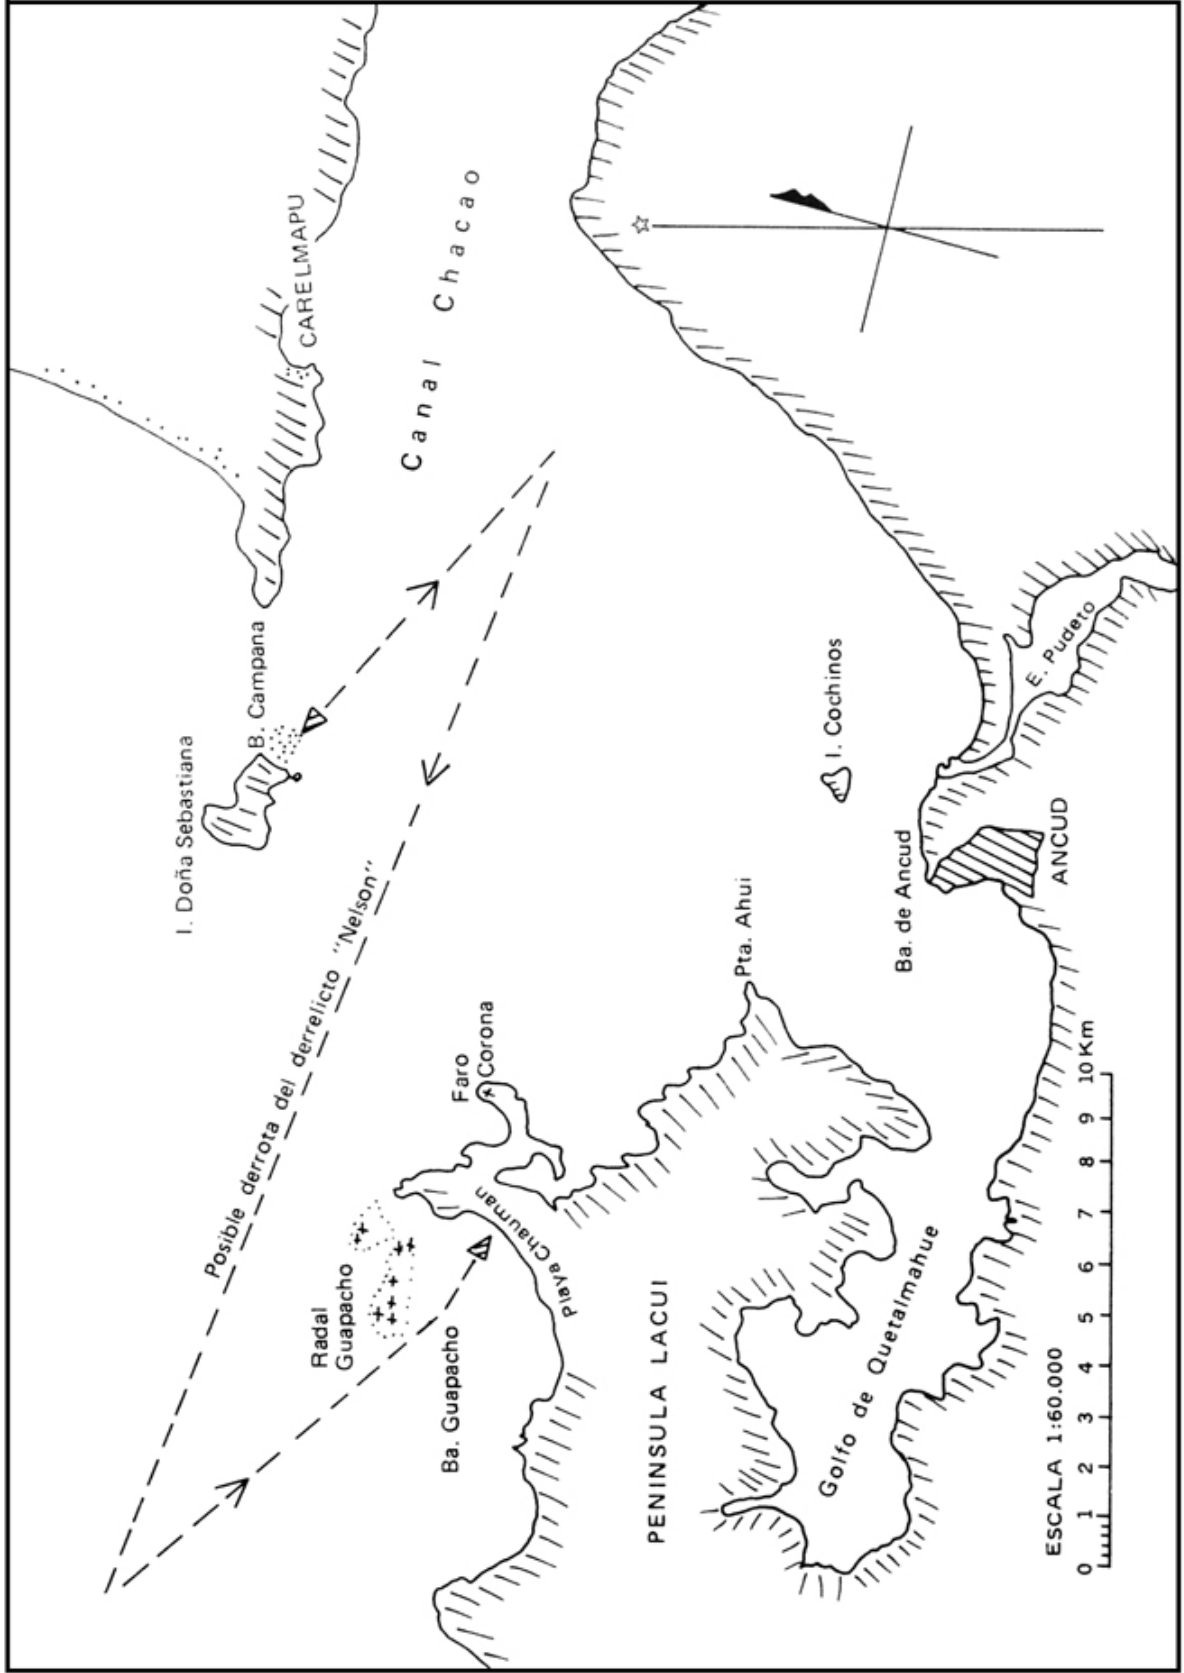 I. Doña Sebastiana
B. Campana
CARELMAPU
Canal Chacao
Posible derrota del derrelicto "Nelson"
Radal
Guapacho
Faro
Corona
Ba. Guapacho
Playa Chauman
Pta. Ahui
I. Cochinos
PENINSULA LACUI
Ba. de Ancud
E. Pudeto
Golfo de Quetalmahue
ANCUD
ESCALA 1:60.000
0 1 2 3 4 5 6 7 8 9 10 Km